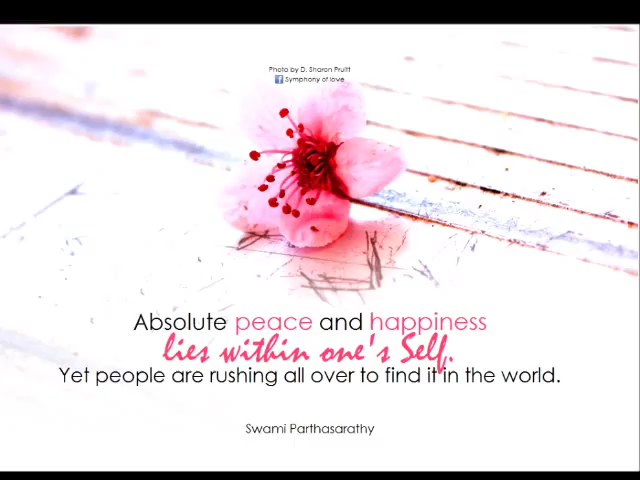 Photo by D. Sharon Pruitt
Symphony of love
Absolute peace and happiness
lies within one's Self.
Yet people are rushing all over to find it in the world.
Swami Parthasarathy